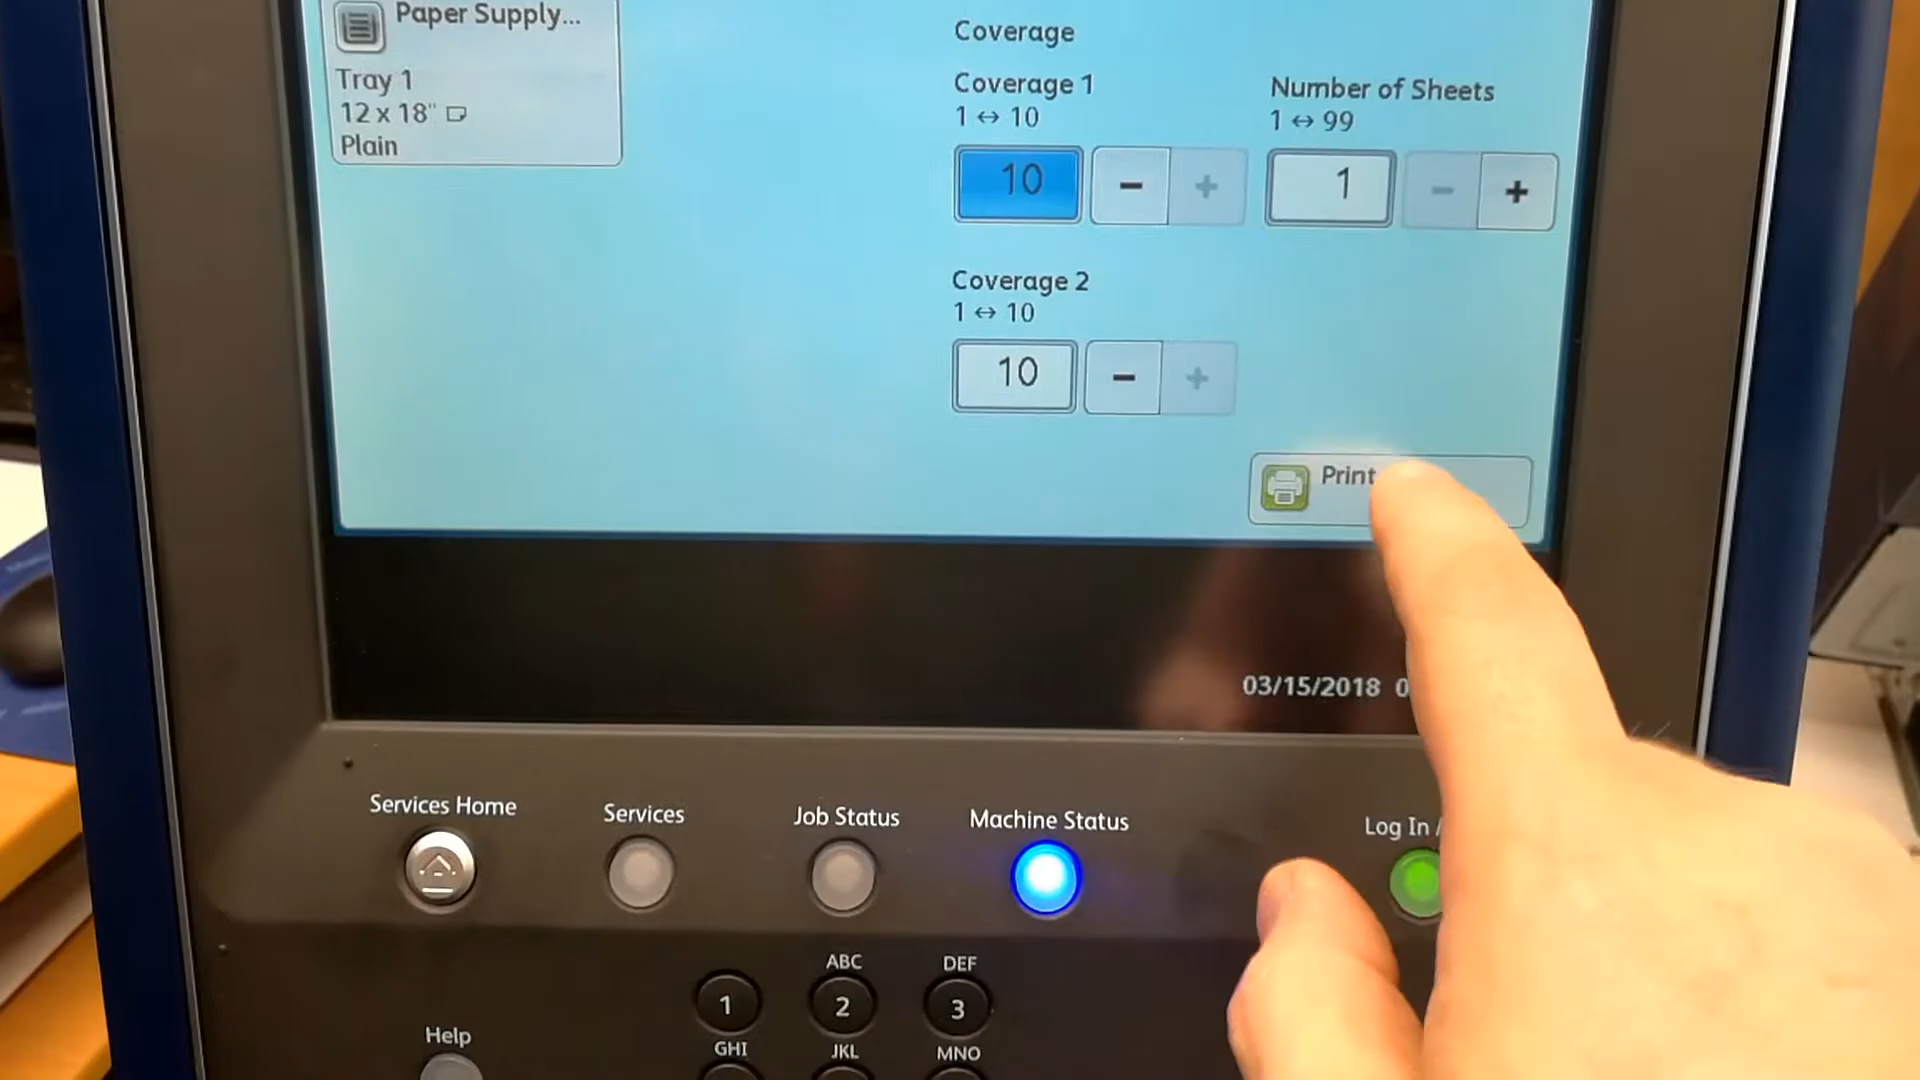 Paper Supply...
Tray 1
12 x 18"
Plain
Coverage
Coverage 1
1 ↔ 10
10
- +
Number of Sheets
1 ↔ 99
1
- +
Coverage 2
1 ↔ 10
10
- +
Print
03/15/2018 0
Services Home
Services
Job Status
Machine Status
Log In /
ABC
DEF
1
2
3
Help
GHI
JKL
MNO